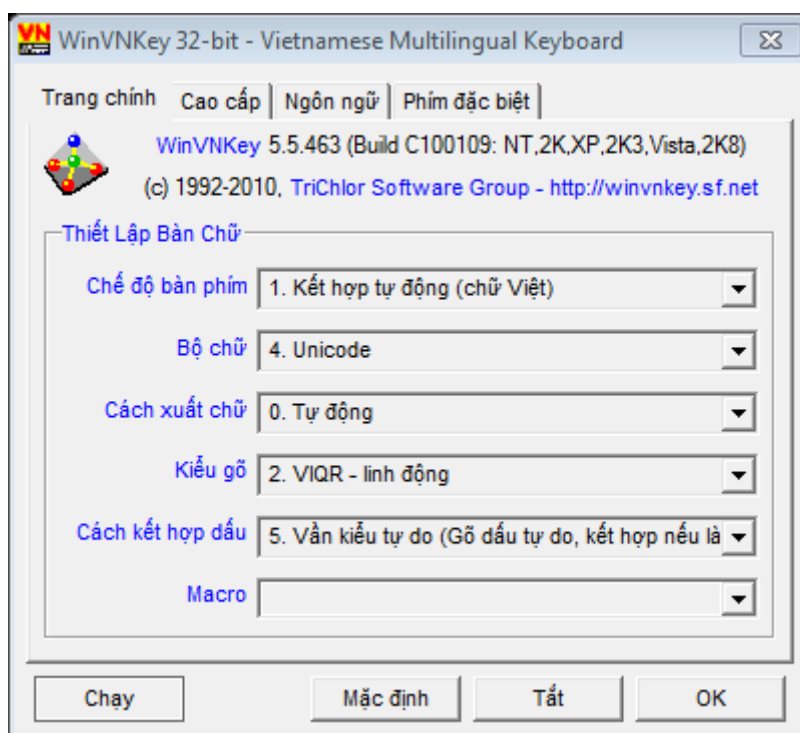 VN WinVNKey 32-bit - Vietnamese Multilingual Keyboard
Trang chính Cao cấp Ngôn ngữ Phím đặc biệt
WinVNKey 5.5.463 (Build C100109: NT,2K,XP,2K3,Vista,2K8)
(c) 1992-2010, TriChlor Software Group - http://winvnkey.sf.net
Thiết Lập Bàn Chữ
Chế độ bàn phím 1. Kết hợp tự động (chữ Việt)
Bộ chữ 4. Unicode
Cách xuất chữ 0. Tự động
Kiểu gõ 2. VIQR - linh động
Cách kết hợp dấu 5. Vần kiểu tự do (Gõ dấu tự do, kết hợp nếu là
Macro
Chạy Mặc định Tắt OK